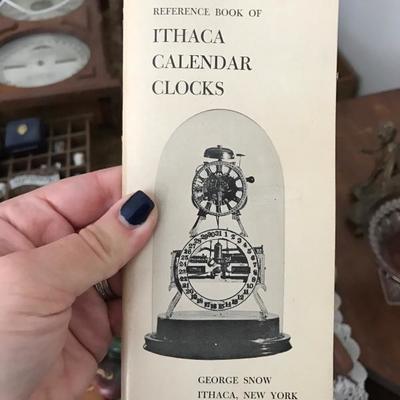 REFERENCE BOOK OF
ITHACA
CALENDAR
CLOCKS
GEORGE SNOW
ITHACA, NEW YORK